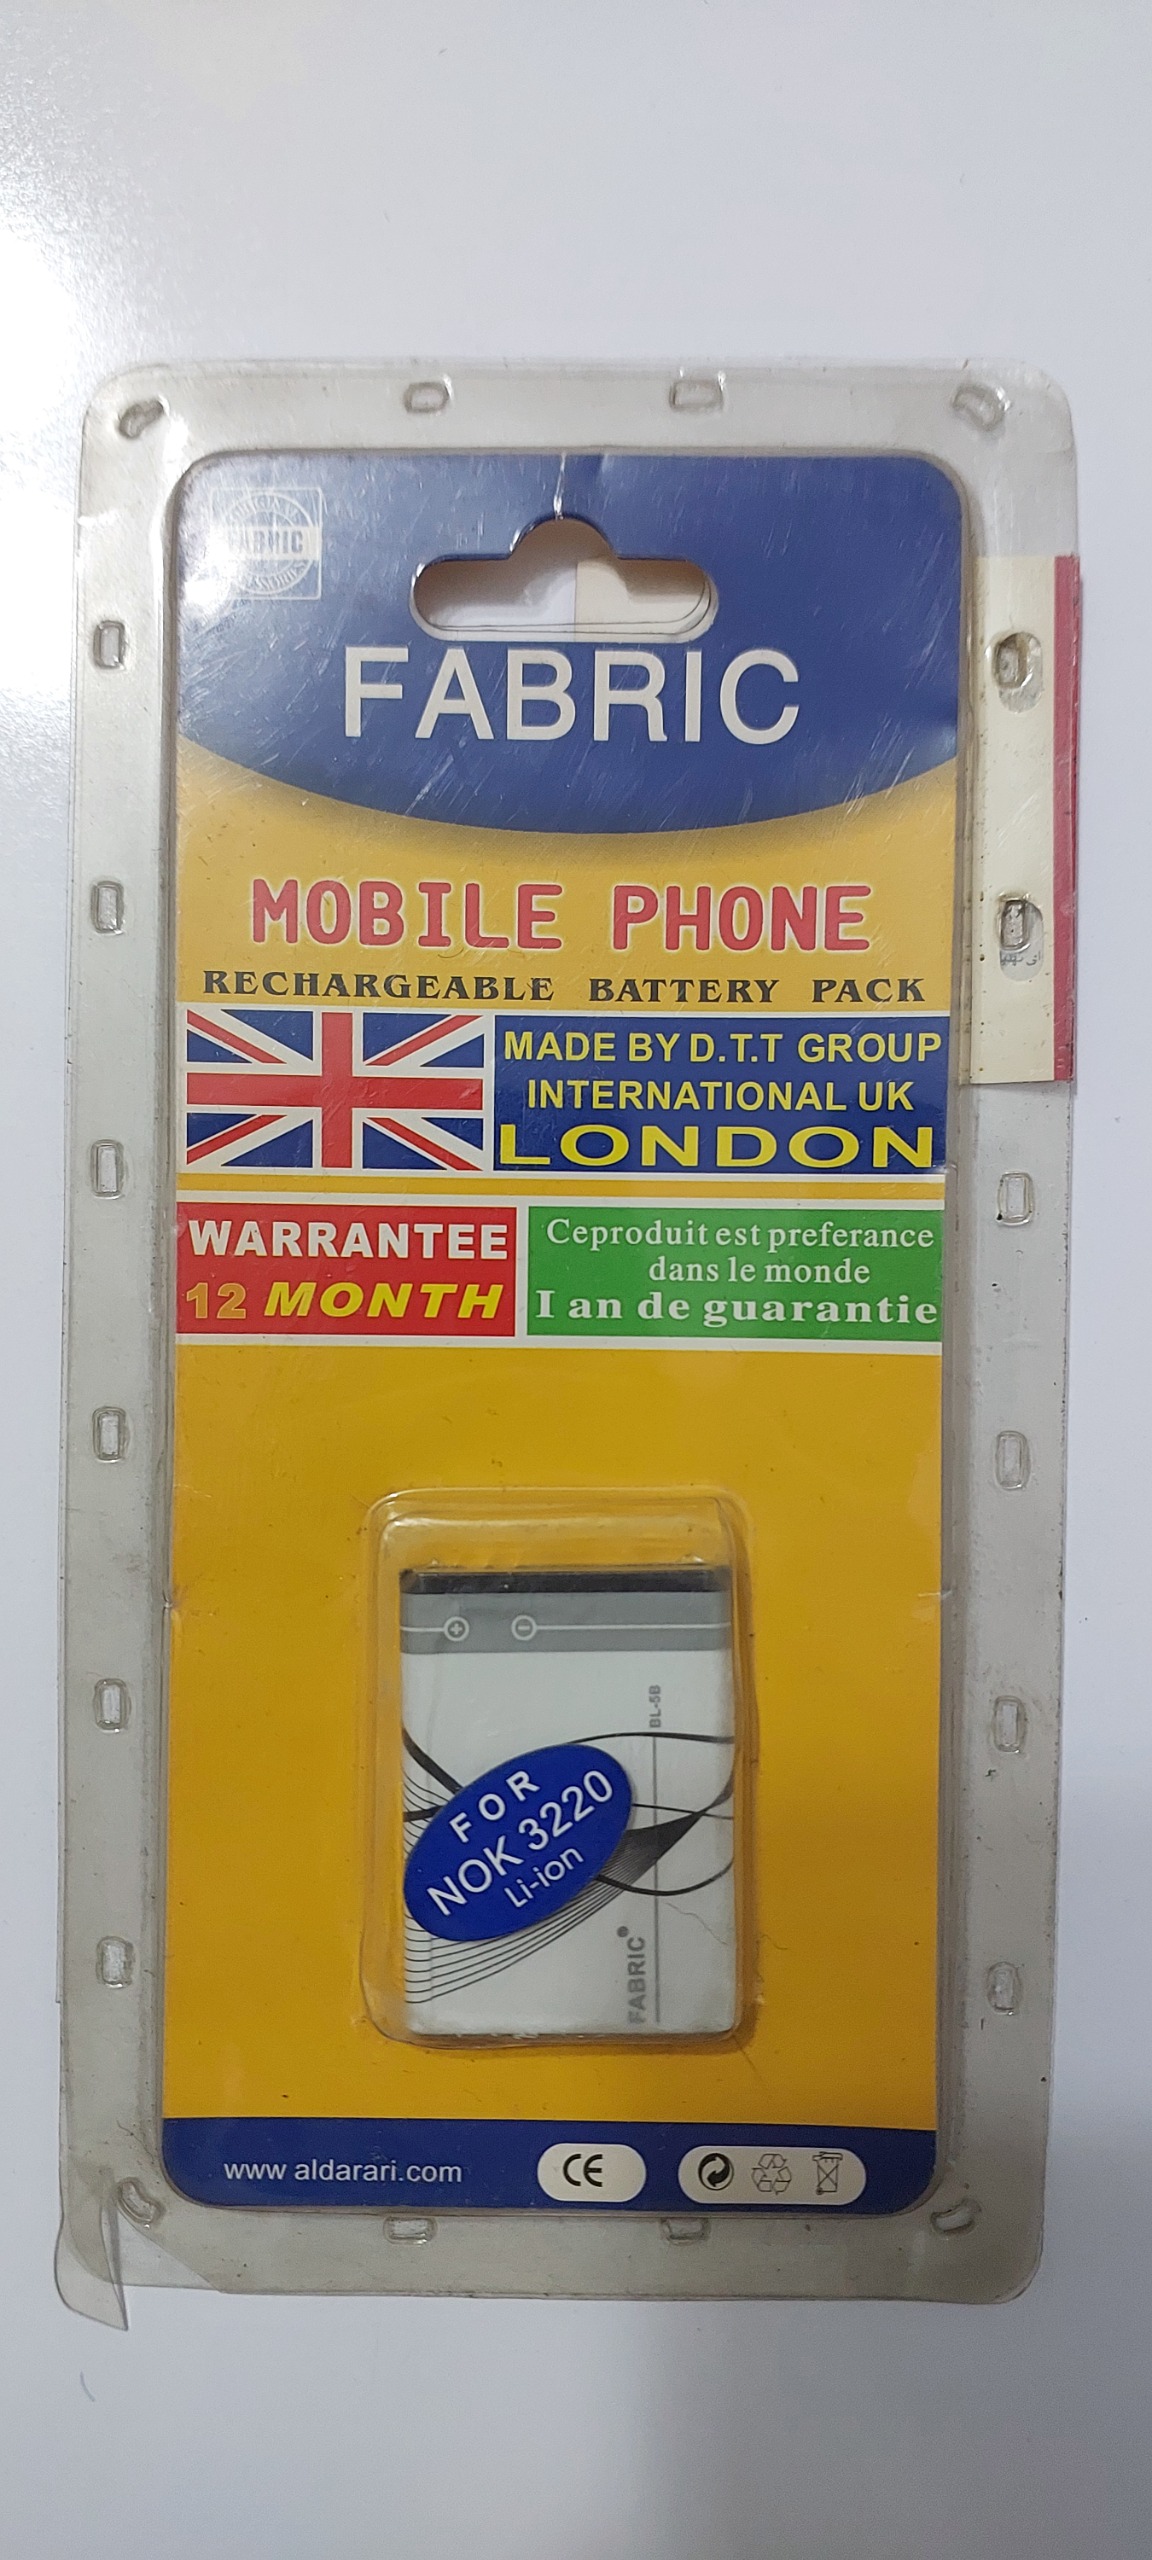 FABRIC
FABRIC
MOBILE PHONE
RECHARGEABLE BATTERY PACK
MADE BY D.T.T GROUP
INTERNATIONAL UK
LONDON
WARRANTEE
12 MONTH
Ceproduit est preferance
dans le monde
I an de guarantie
BL-5B
FOR
NOK 3220
Li-ion
FABRIC
www aldarari.com
CE